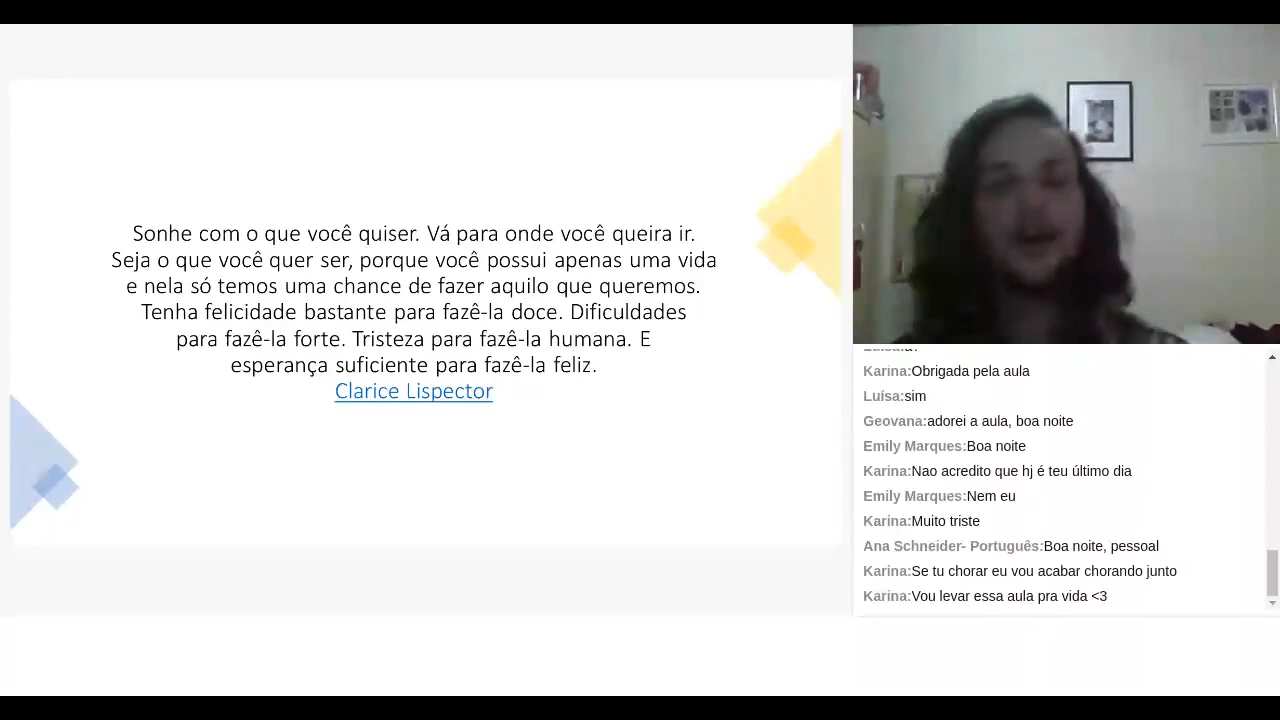 Sonhe com o que você quiser. Vá para onde você queira ir.
Seja o que você quer ser, porque você possui apenas uma vida
e nela só temos uma chance de fazer aquilo que queremos.
Tenha felicidade bastante para fazê-la doce. Dificuldades
para fazê-la forte. Tristeza para fazê-la humana. E
esperança suficiente para fazê-la feliz.
Clarice Lispector
Karina:Obrigada pela aula
Luísa:sim
Geovana:adorei a aula, boa noite
Emily Marques:Boa noite
Karina:Nao acredito que hj é teu último dia
Emily Marques:Nem eu
Karina:Muito triste
Ana Schneider- Português:Boa noite, pessoal
Karina:Se tu chorar eu vou acabar chorando junto
Karina:Vou levar essa aula pra vida <3